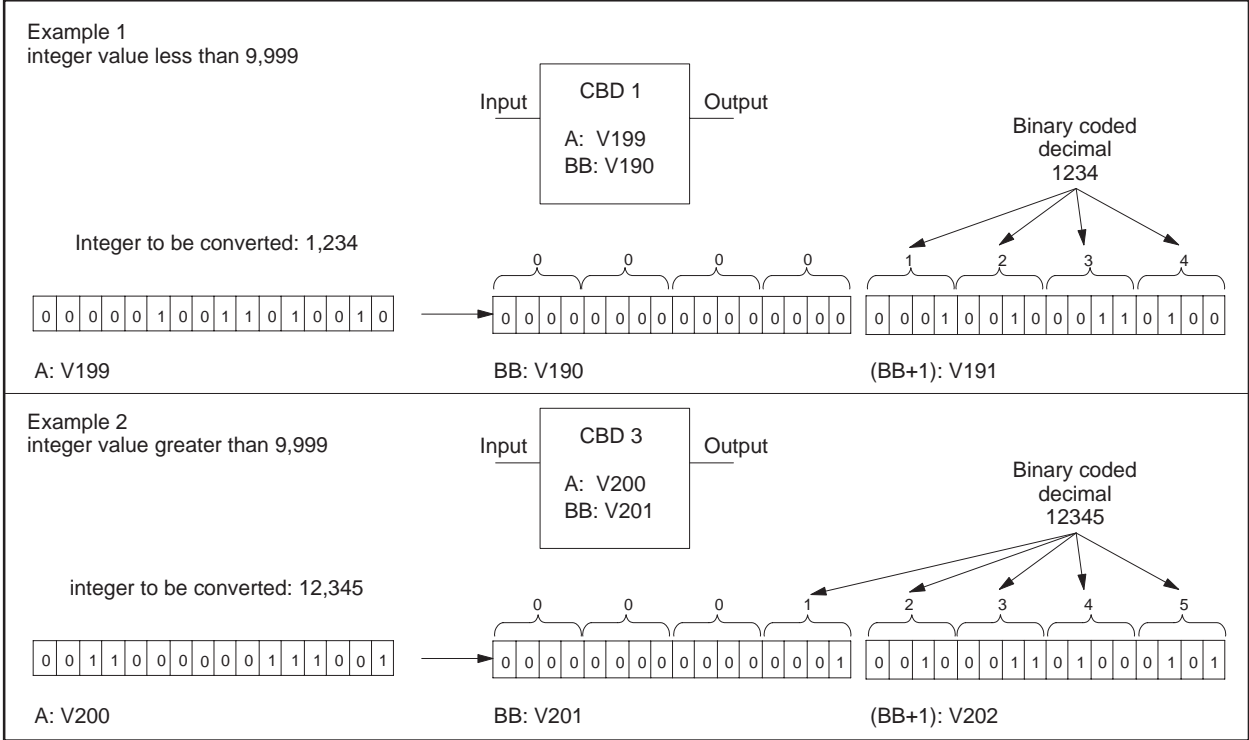 Example 1
integer value less than 9,999
CBD 1
Input
Output
A: V199
BB: V190
Binary coded
decimal
1234
Integer to be converted: 1,234
0 0 0 0 1 2 3 4
0 0 0 0 0 1 0 0 1 1 0 1 0 0 1 0
0 0 0 0 0 0 0 0 0 0 0 0 0 0 0 0
0 0 0 1 0 0 1 0 0 0 1 1 0 1 0 0
A: V199
BB: V190
(BB+1): V191
Example 2
integer value greater than 9,999
CBD 3
Input
Output
A: V200
BB: V201
Binary coded
decimal
12345
integer to be converted: 12,345
0 0 0 1 2 3 4 5
0 0 1 1 0 0 0 0 0 0 1 1 1 0 0 1
0 0 0 0 0 0 0 0 0 0 0 0 0 0 0 1
0 0 1 0 0 0 1 1 0 1 0 0 0 1 0 1
A: V200
BB: V201
(BB+1): V202